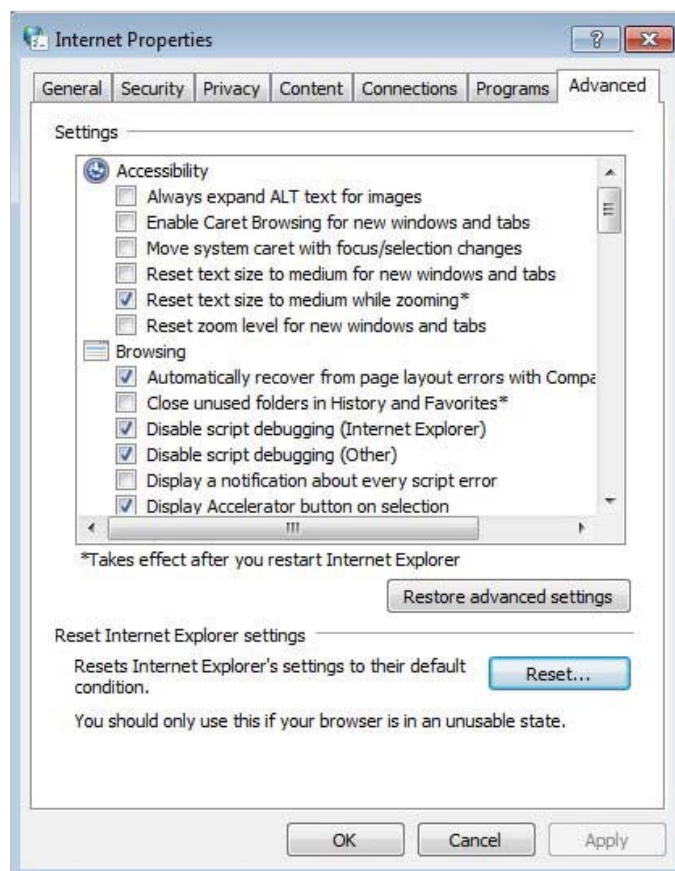 Internet Properties
General Security Privacy Content Connections Programs Advanced
Settings
Accessibility
Always expand ALT text for images
Enable Caret Browsing for new windows and tabs
Move system caret with focus/selection changes
Reset text size to medium for new windows and tabs
Reset text size to medium while zooming*
Reset zoom level for new windows and tabs
Browsing
Automatically recover from page layout errors with Compa
Close unused folders in History and Favorites*
Disable script debugging (Internet Explorer)
Disable script debugging (Other)
Display a notification about every script error
Display Accelerator button on selection
*Takes effect after you restart Internet Explorer
Restore advanced settings
Reset Internet Explorer settings
Resets Internet Explorer's settings to their default
condition.
Reset...
You should only use this if your browser is in an unusable state.
OK Cancel Apply